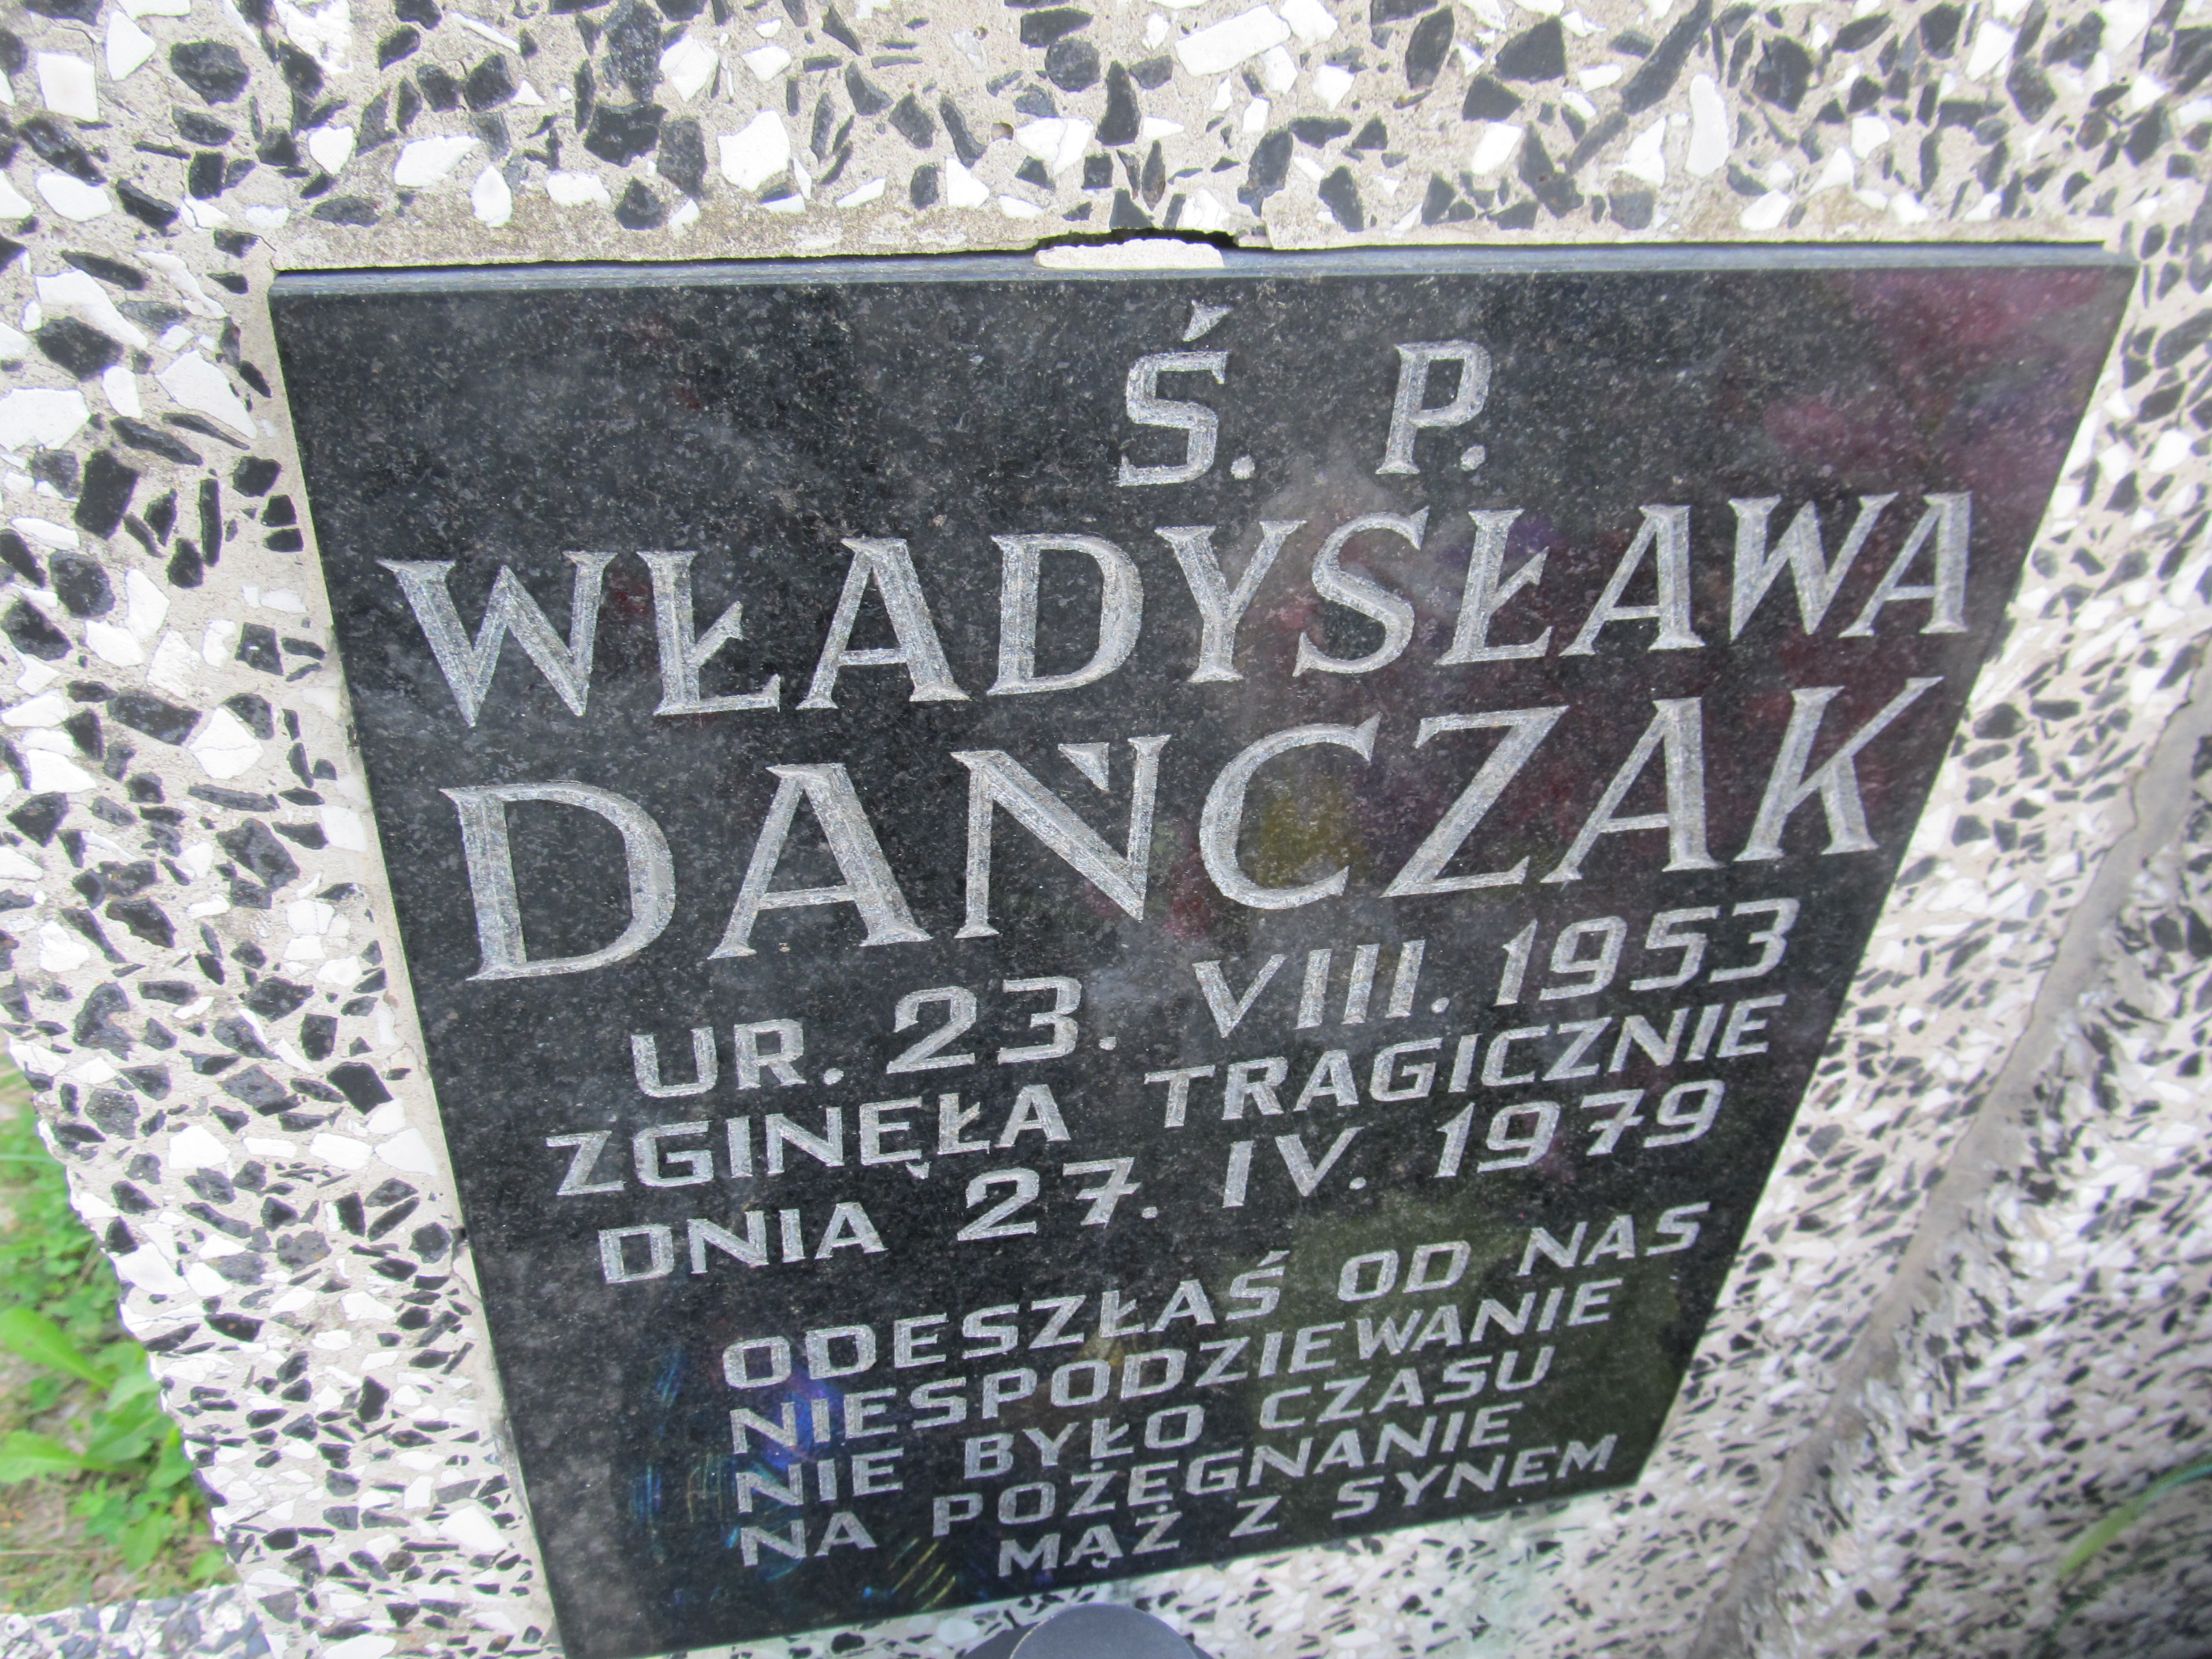 Ś. P.
WŁADYSŁAWA
DAŃCZAK
UR. 23. VIII. 1953
ZGINĘŁA TRAGICZNIE
DNIA 27. IV. 1979
ODESZŁAŚ OD NAS
NIESPODZIEWANIE
NIE BYŁO CZASU
NA POŻEGNANIE
MĄŻ Z SYNEM